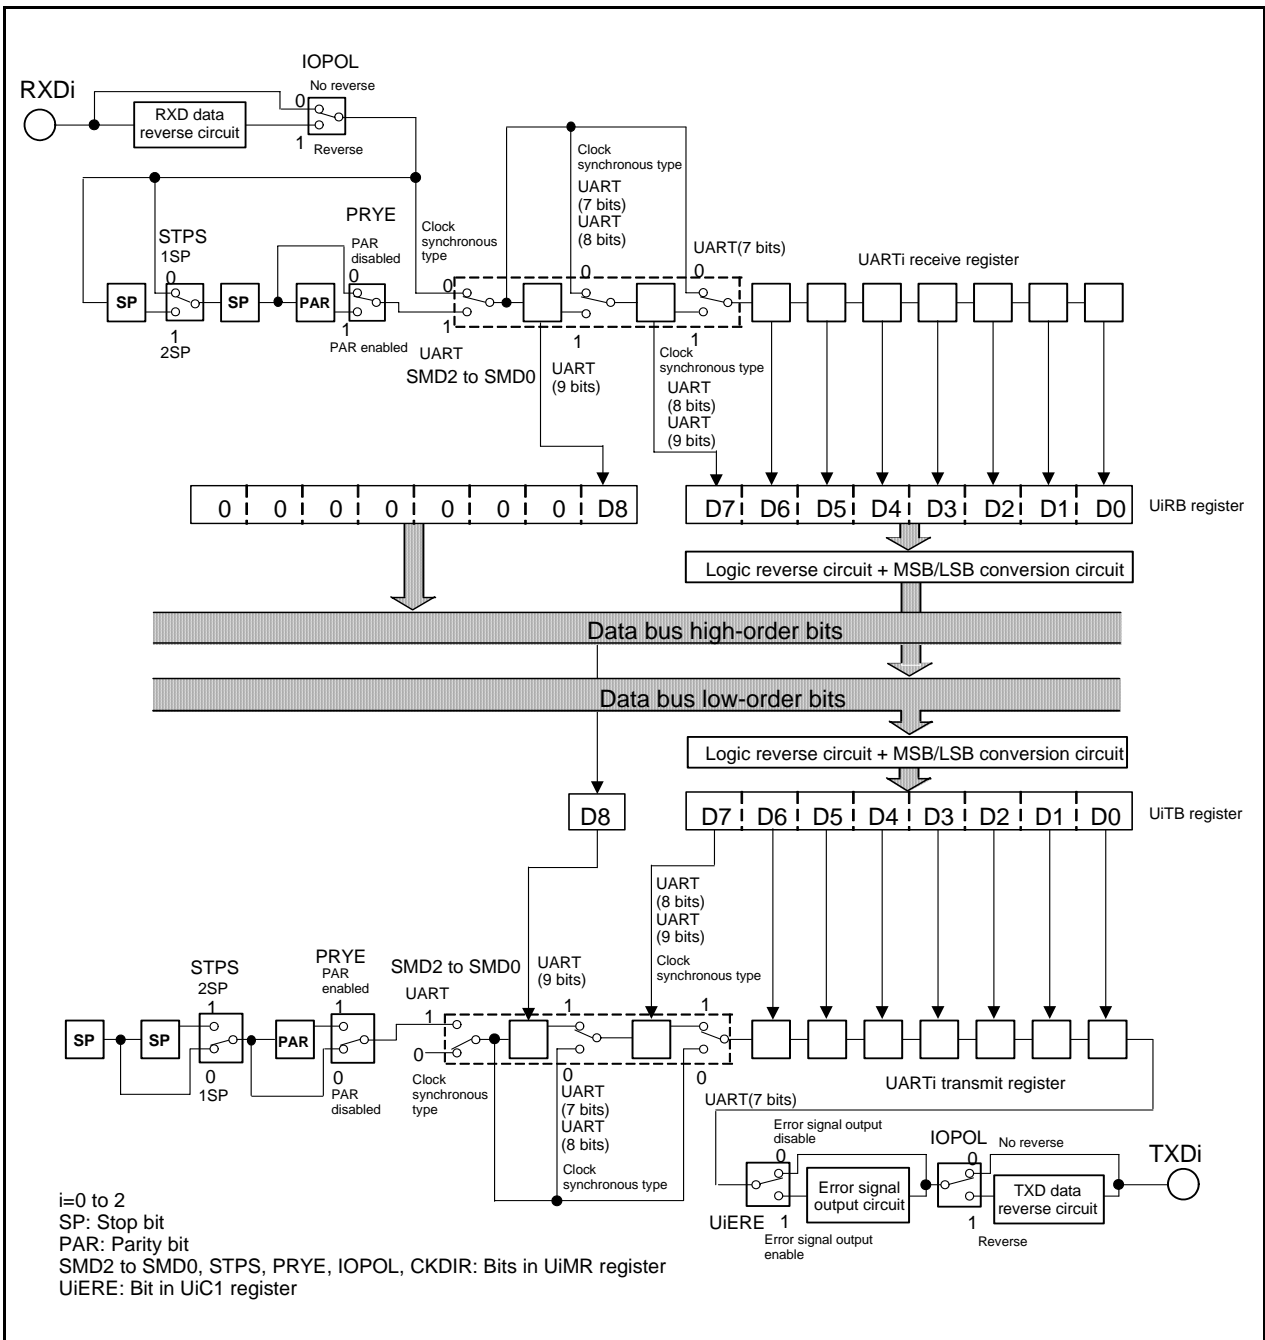 IOPOL
No reverse
RXDi
0
RXD data
reverse circuit
1
Reverse
Clock
synchronous type
UART
(7 bits)
UART
(8 bits)
PRYE
STPS
1SP
0
PAR
disabled
0
Clock
synchronous
type
0
0
UART(7 bits)
0
UARTi receive register
SP
SP
PAR
1
2SP
1
PAR enabled
1
UART
SMD2 to SMD0
1
UART
(9 bits)
1
Clock
synchronous type
UART
(8 bits)
UART
(9 bits)
0 0 0 0 0 0 0 D8
D7 D6 D5 D4 D3 D2 D1 D0
UiRB register
Logic reverse circuit + MSB/LSB conversion circuit
Data bus high-order bits
Data bus low-order bits
Logic reverse circuit + MSB/LSB conversion circuit
D8
D7 D6 D5 D4 D3 D2 D1 D0
UiTB register
UART
(8 bits)
UART
(9 bits)
Clock
synchronous type
STPS
2SP
1
PRYE
PAR
enabled
1
SMD2 to SMD0
UART
1
UART
(9 bits)
1
1
SP
SP
PAR
0
1SP
0
PAR
disabled
0
Clock
synchronous
type
0
UART
(7 bits)
UART
(8 bits)
Clock
synchronous type
0
UART(7 bits)
UARTi transmit register
Error signal output
disable
0
IOPOL
0
No reverse
TXDi
Error signal
output circuit
TXD data
reverse circuit
UiERE
1
Error signal output
enable
1
Reverse
i=0 to 2
SP: Stop bit
PAR: Parity bit
SMD2 to SMD0, STPS, PRYE, IOPOL, CKDIR: Bits in UiMR register
UiERE: Bit in UiC1 register